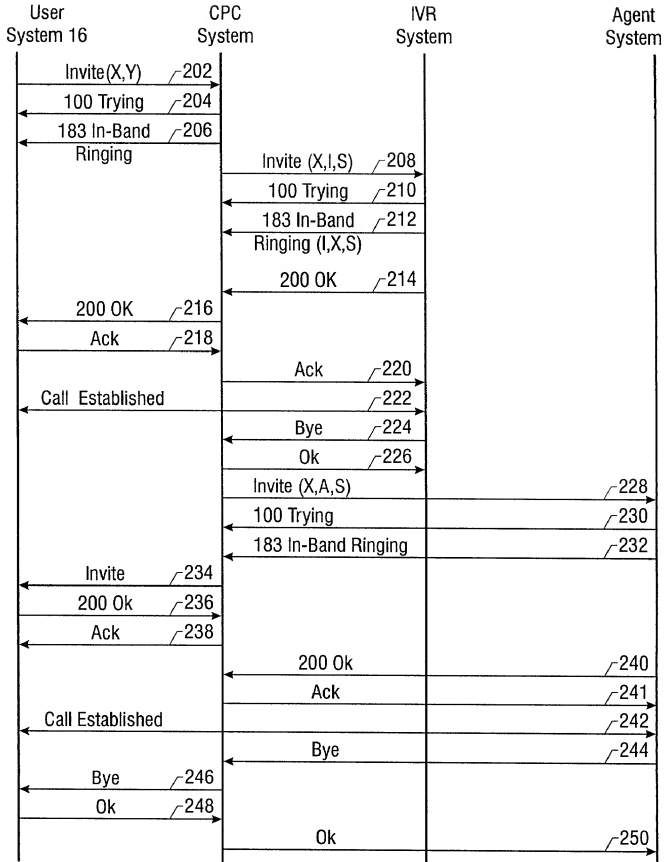 User System 16
CPC System
IVR System
Agent System
Invite(X,Y) 202
100 Trying 204
183 In-Band 206
Ringing
Invite (X,I,S) 208
100 Trying 210
183 In-Band 212
Ringing (I,X,S)
200 OK 214
200 OK 216
Ack 218
Ack 220
Call Established 222
Bye 224
Ok 226
Invite (X,A,S) 228
100 Trying 230
183 In-Band Ringing 232
Invite 234
200 Ok 236
Ack 238
200 Ok 240
Ack 241
Call Established 242
Bye 244
Bye 246
Ok 248
Ok 250